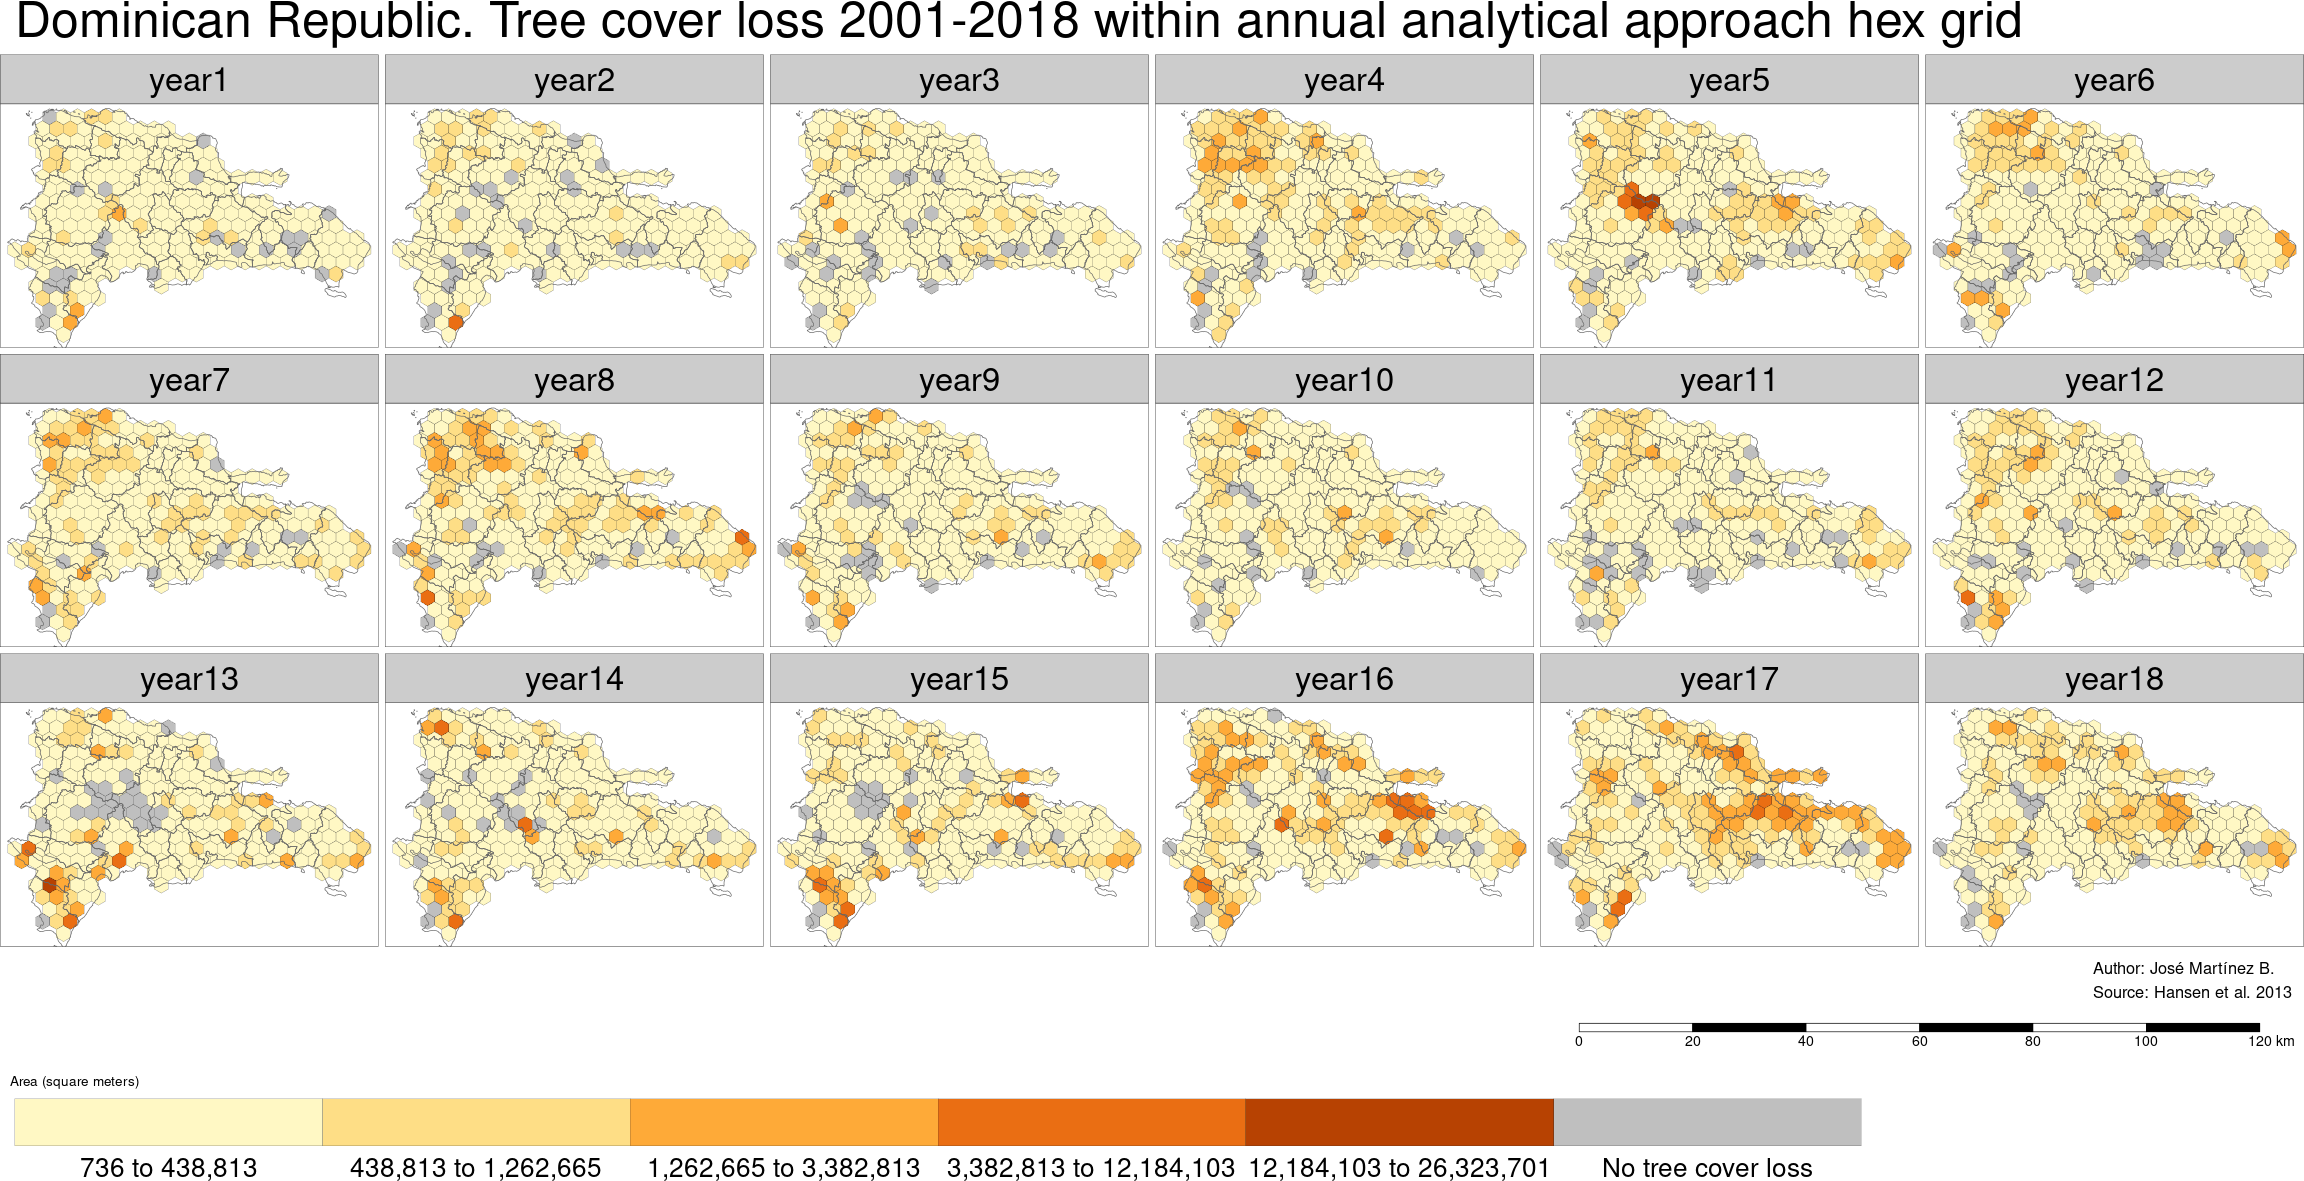 Dominican Republic. Tree cover loss 2001-2018 within annual analytical approach hex grid
year1
year2
year3
year4
year5
year6
year7
year8
year9
year10
year11
year12
year13
year14
year15
year16
year17
year18
Author: José Martínez B.
Source: Hansen et al. 2013
0 20 40 60 80 100 120 km
Area (square meters)
736 to 438,813
438,813 to 1,262,665
1,262,665 to 3,382,813
3,382,813 to 12,184,103
12,184,103 to 26,323,701
No tree cover loss